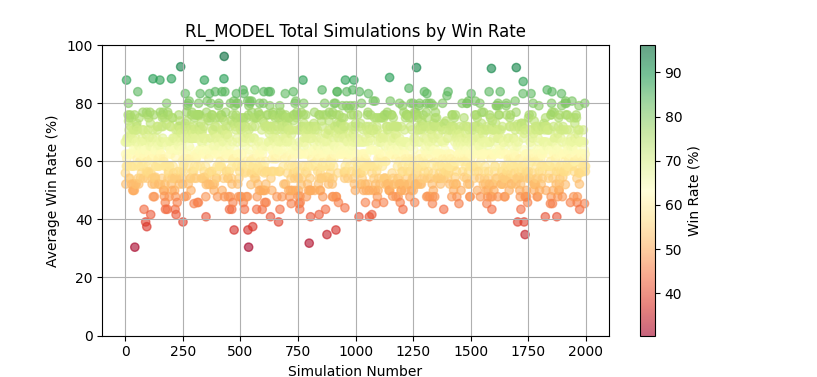 RL_MODEL Total Simulations by Win Rate
Average Win Rate (%)
100
80
60
40
20
0
0 250 500 750 1000 1250 1500 1750 2000
Simulation Number
90
80
70
60
50
40
Win Rate (%)